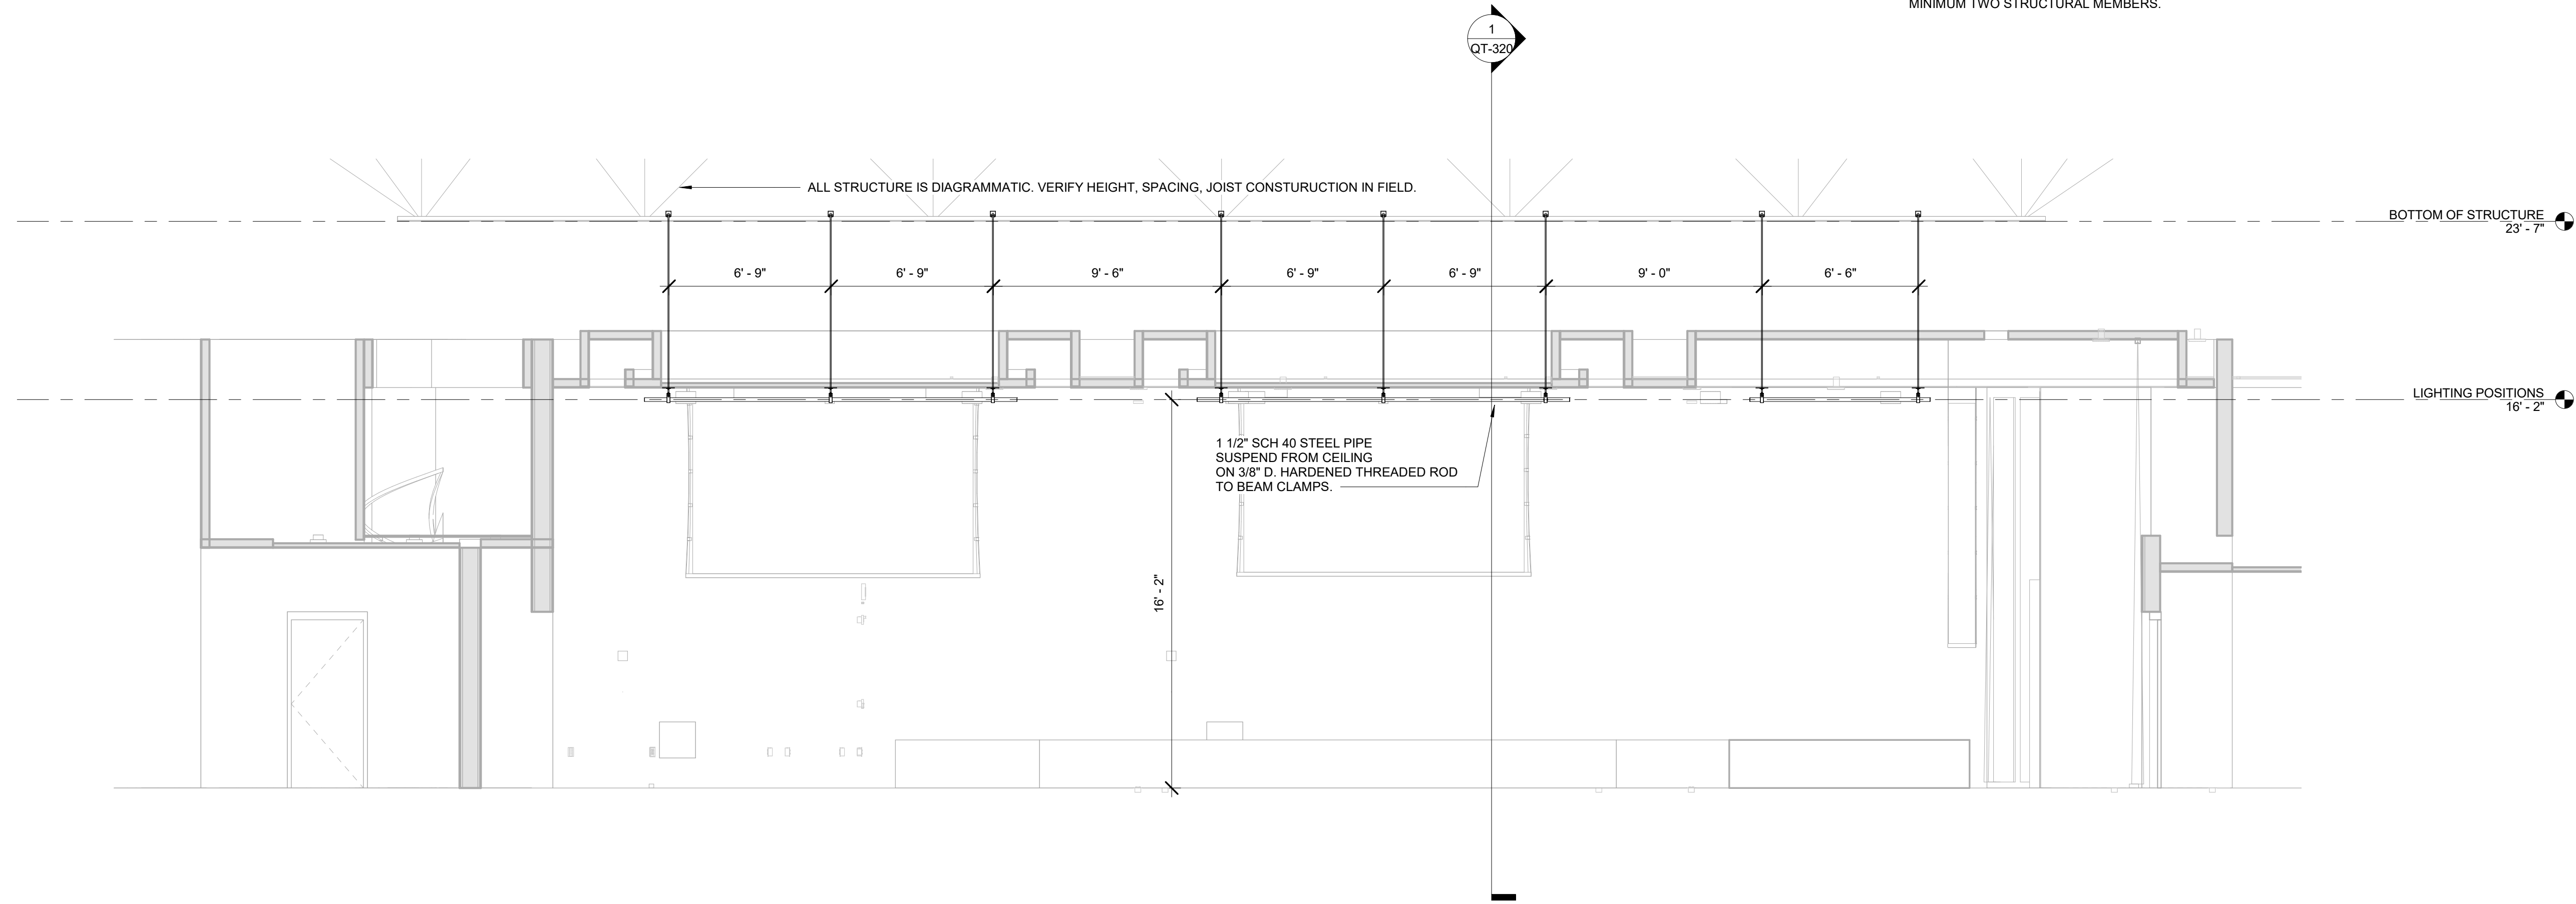 MINIMUM TWO STRUCTURAL MEMBERS.
1
QT-320
ALL STRUCTURE IS DIAGRAMMATIC. VERIFY HEIGHT, SPACING, JOIST CONSTURUCTION IN FIELD.
BOTTOM OF STRUCTURE
23' - 7"
6' - 9"
6' - 9"
9' - 6"
6' - 9"
6' - 9"
9' - 0"
6' - 6"
LIGHTING POSITIONS
16' - 2"
1 1/2" SCH 40 STEEL PIPE
SUSPEND FROM CEILING
ON 3/8" D. HARDENED THREADED ROD
TO BEAM CLAMPS.
16' - 2"